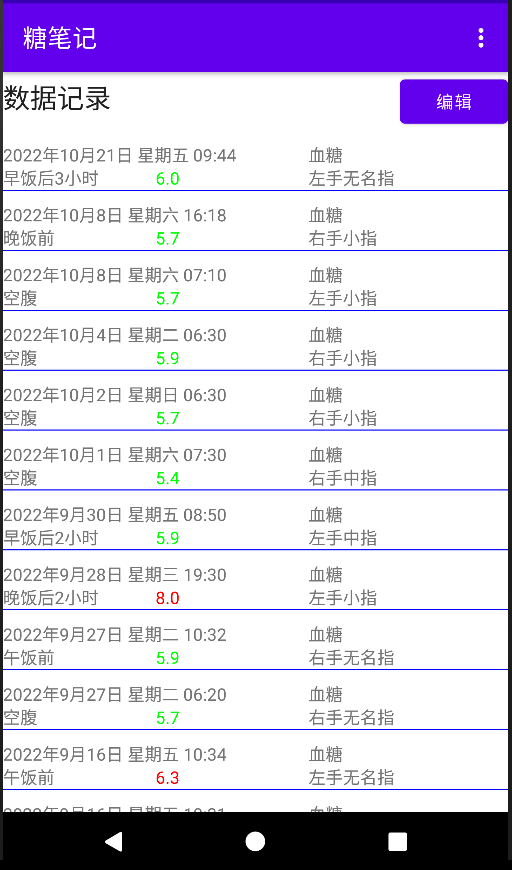 糖笔记
数据记录
编辑
2022年10月21日 星期五 09:44 血糖
早饭后3小时 6.0 左手无名指
2022年10月8日 星期六 16:18 血糖
晚饭前 5.7 右手小指
2022年10月8日 星期六 07:10 血糖
空腹 5.7 左手小指
2022年10月4日 星期二 06:30 血糖
空腹 5.9 右手小指
2022年10月2日 星期日 06:30 血糖
空腹 5.7 右手小指
2022年10月1日 星期六 07:30 血糖
空腹 5.4 右手中指
2022年9月30日 星期五 08:50 血糖
早饭后2小时 5.9 左手中指
2022年9月28日 星期三 19:30 血糖
晚饭后2小时 8.0 左手小指
2022年9月27日 星期二 10:32 血糖
午饭前 5.9 右手无名指
2022年9月27日 星期二 06:20 血糖
空腹 5.7 右手无名指
2022年9月16日 星期五 10:34 血糖
午饭前 6.3 左手无名指